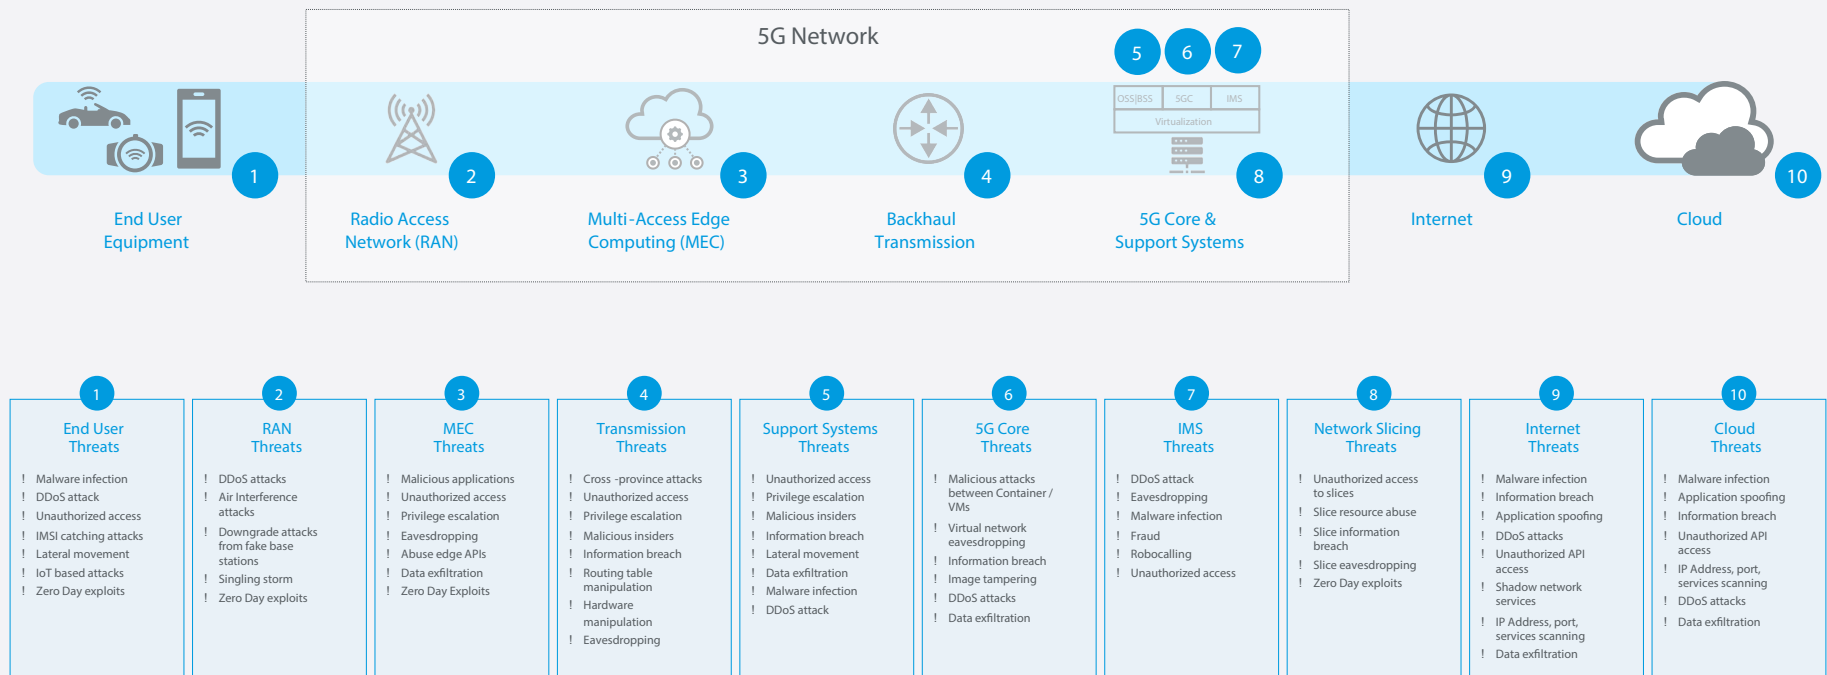 5G Network
5 6 7
OSS|BSS 5GC IMS
Virtualization
1 2 3 4 8 9 10
End User
Equipment
Radio Access
Network (RAN)
Multi-Access Edge
Computing (MEC)
Backhaul
Transmission
5G Core &
Support Systems
Internet
Cloud
1
End User
Threats
! Malware infection
! DDoS attack
! Unauthorized access
! IMSI catching attacks
! Lateral movement
! IoT based attacks
! Zero Day exploits
2
RAN
Threats
! DDoS attacks
! Air Interference
attacks
! Downgrade attacks
from fake base
stations
! Singling storm
! Zero Day exploits
3
MEC
Threats
! Malicious applications
! Unauthorized access
! Privilege escalation
! Eavesdropping
! Abuse edge APIs
! Data exfiltration
! Zero Day Exploits
4
Transmission
Threats
! Cross -province attacks
! Unauthorized access
! Privilege escalation
! Malicious insiders
! Information breach
! Routing table
manipulation
! Hardware
manipulation
! Eavesdropping
5
Support Systems
Threats
! Unauthorized access
! Privilege escalation
! Malicious insiders
! Information breach
! Lateral movement
! Data exfiltration
! Malware infection
! DDoS attack
6
5G Core
Threats
! Malicious attacks
between Container /
VMs
! Virtual network
eavesdropping
! Information breach
! Image tampering
! DDoS attacks
! Data exfiltration
7
IMS
Threats
! DDoS attack
! Eavesdropping
! Malware infection
! Fraud
! Robocalling
! Unauthorized access
8
Network Slicing
Threats
! Unauthorized access
to slices
! Slice resource abuse
! Slice information
breach
! Slice eavesdropping
! Zero Day exploits
9
Internet
Threats
! Malware infection
! Information breach
! Application spoofing
! DDoS attacks
! Unauthorized API
access
! Shadow network
services
! IP Address, port,
services scanning
! Data exfiltration
10
Cloud
Threats
! Malware infection
! Application spoofing
! Information breach
! Unauthorized API
access
! IP Address, port,
services scanning
! DDoS attacks
! Data exfiltration